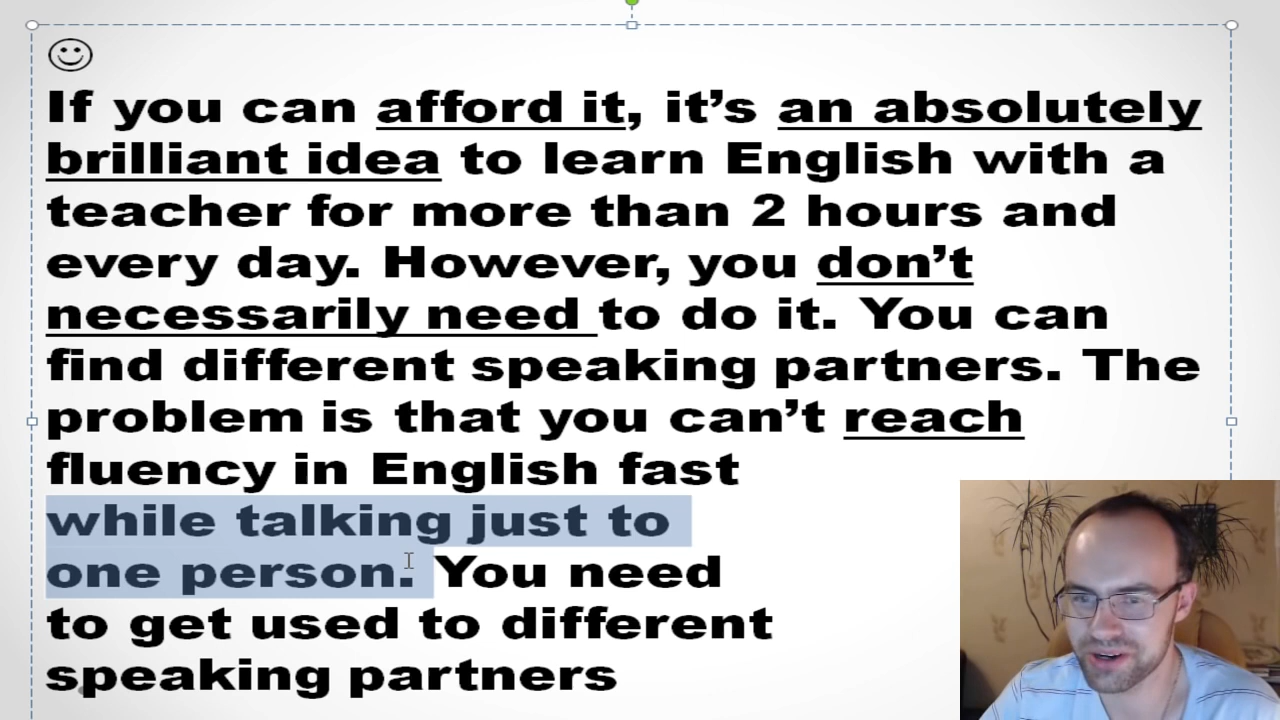 If you can afford it, it’s an absolutely
brilliant idea to learn English with a
teacher for more than 2 hours and
every day. However, you don’t
necessarily need to do it. You can
find different speaking partners. The
problem is that you can’t reach
fluency in English fast
while talking just to
one person. You need
to get used to different
speaking partners